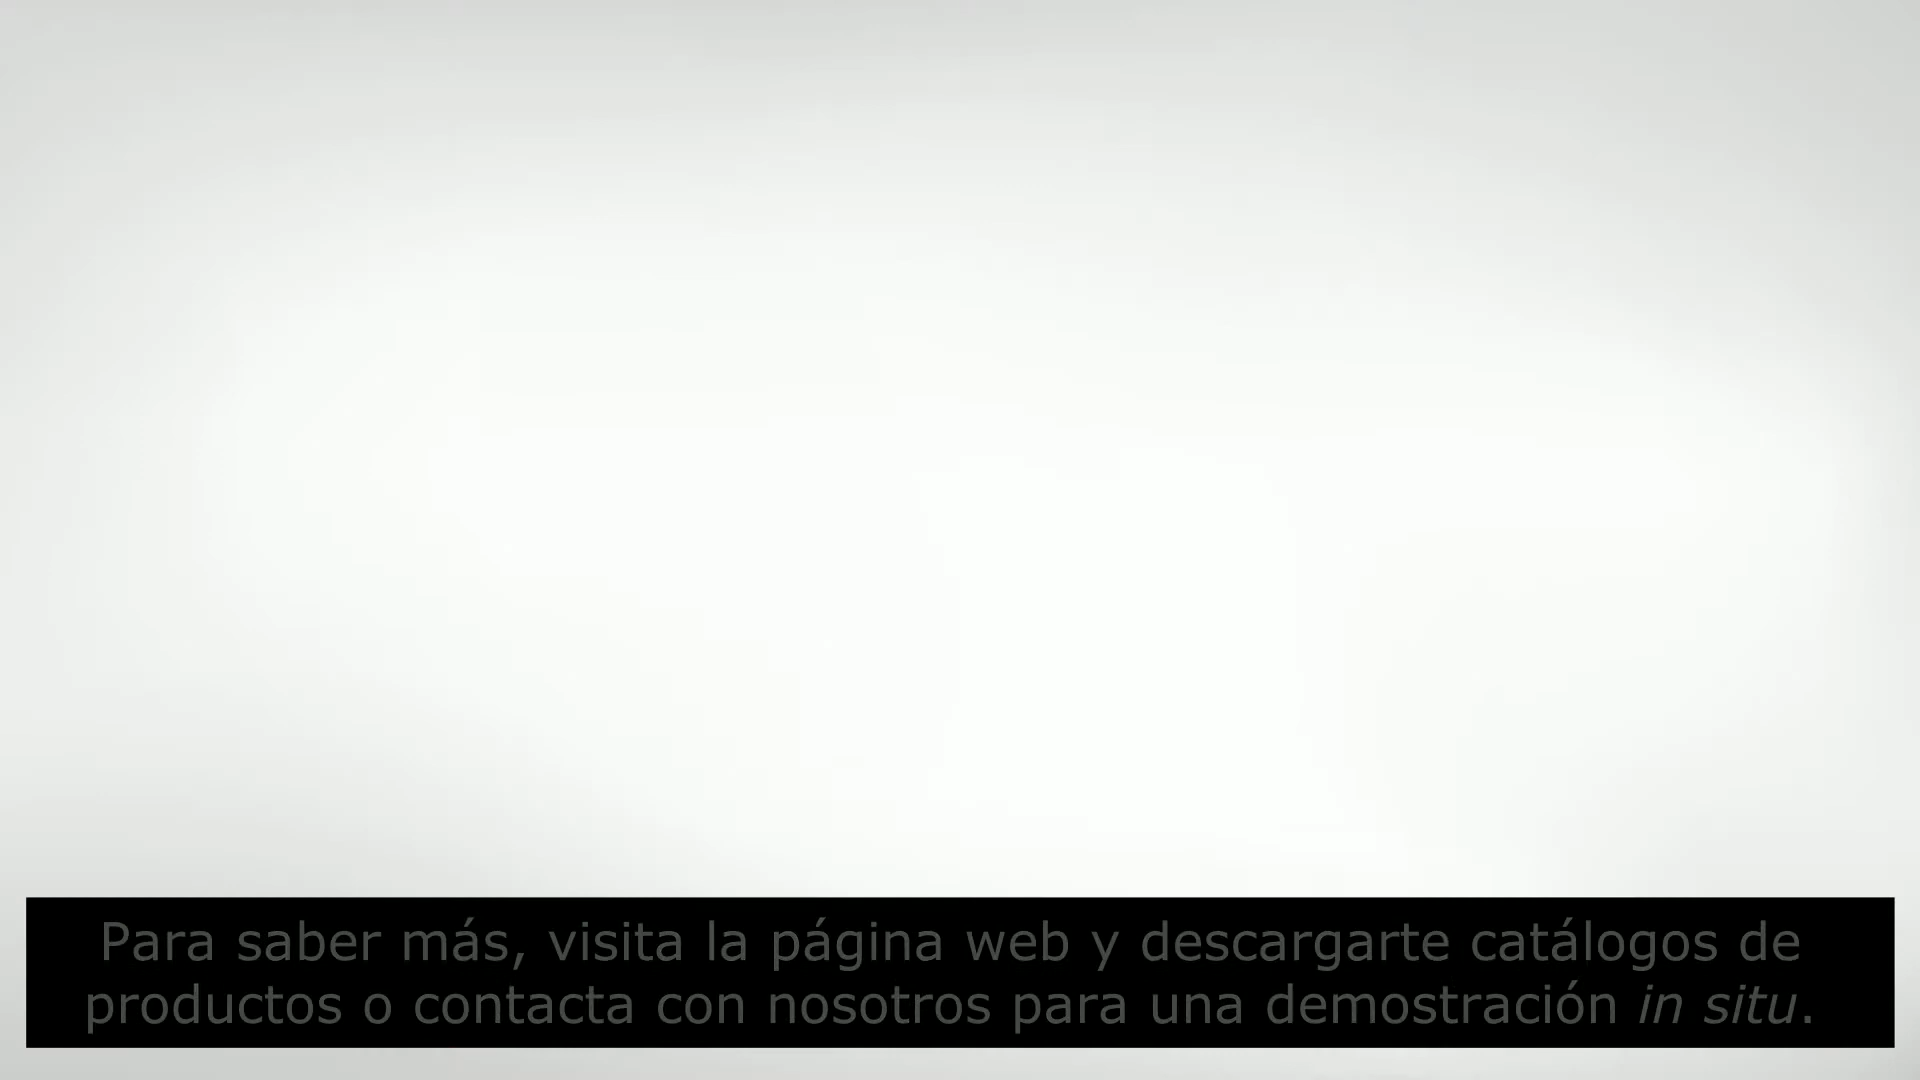 Para saber más, visita la página web y descargarte catálogos de
productos o contacta con nosotros para una demostración in situ.